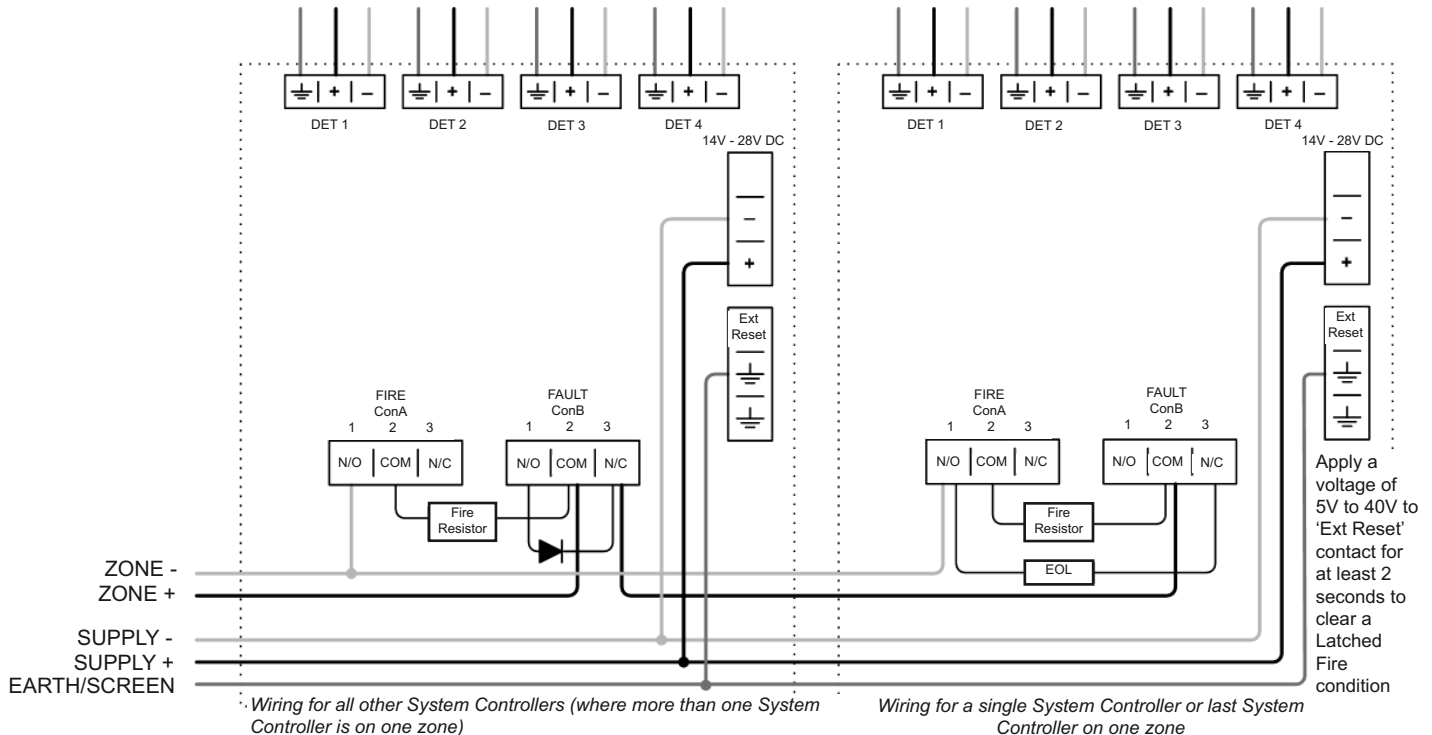 DET 1
DET 2
DET 3
DET 4
14V - 28V DC
–
+
Ext
Reset
FIRE
ConA
1 2 3
N/O COM N/C
FAULT
ConB
1 2 3
N/O COM N/C
Fire
Resistor
DET 1
DET 2
DET 3
DET 4
14V - 28V DC
–
+
Ext
Reset
FIRE
ConA
1 2 3
N/O COM N/C
FAULT
ConB
1 2 3
N/O COM N/C
Fire
Resistor
EOL
Apply a
voltage of
5V to 40V to
‘Ext Reset’
contact for
at least 2
seconds to
clear a
Latched
Fire
condition
ZONE -
ZONE +
SUPPLY -
SUPPLY +
EARTH/SCREEN
Wiring for all other System Controllers (where more than one System
Controller is on one zone)
Wiring for a single System Controller or last System
Controller on one zone